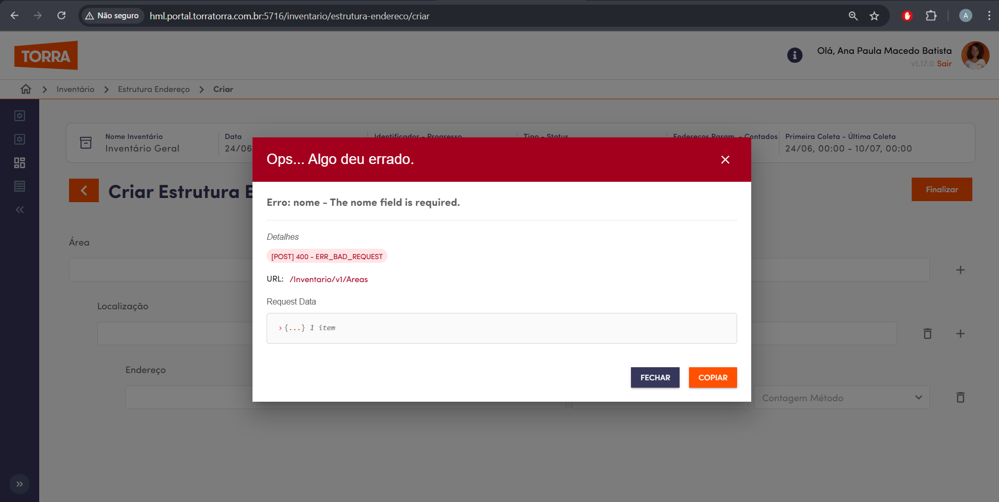 Não seguro
hml.portal.torratorra.com.br:5716/inventario/estrutura-endereco/criar
A
TORRA
Olá, Ana Paula Macedo Batista
v1.17.0 Sair
Inventário
Estrutura Endereço
Criar
Nome Inventário
Inventário Geral
Data
24/06
Identificador - Progresso
Tipo - Status
Endereços Param. - Contados
Primeira Coleta - Última Coleta
24/06, 00:00 - 10/07, 00:00
Criar Estrutura E
Finalizar
Ops... Algo deu errado.
Erro: nome - The nome field is required.
Detalhes
[POST] 400 - ERR_BAD_REQUEST
URL: /Inventario/v1/Areas
Request Data
{...} 1 item
FECHAR
COPIAR
Área
Localização
Endereço
Contagem Método